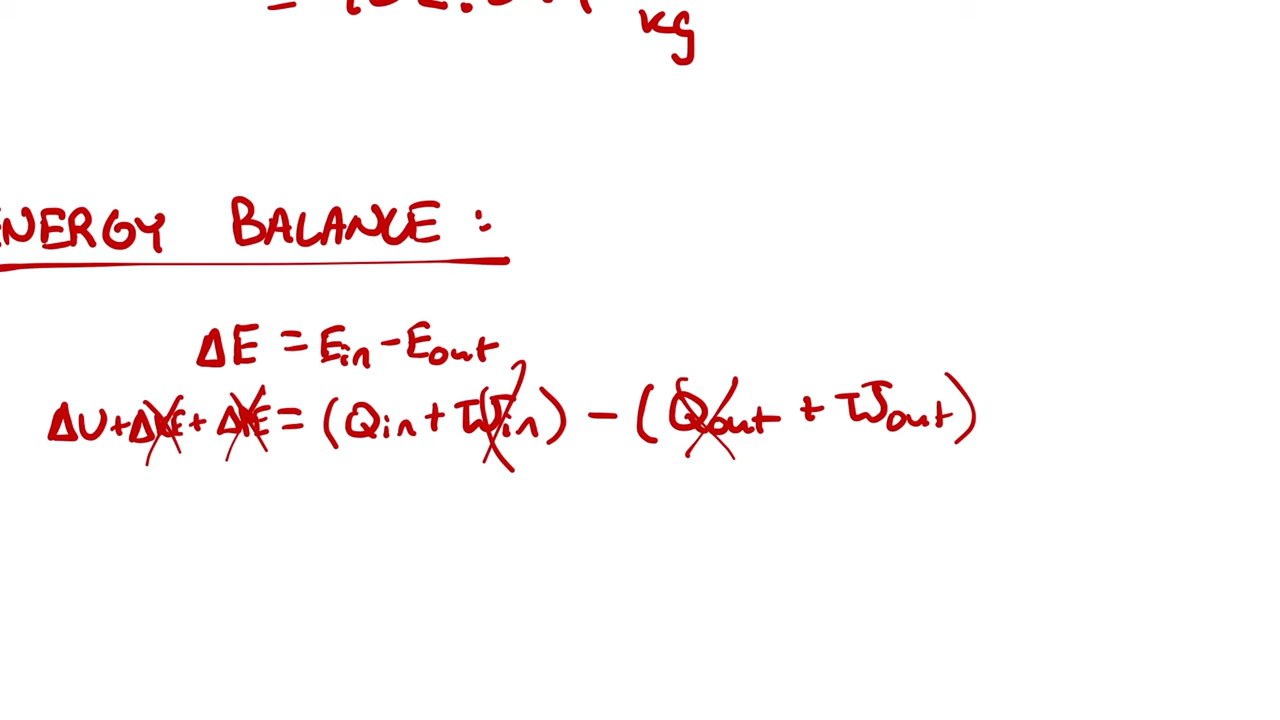 kg
ENERGY BALANCE:
ΔE = Ein - Eout
ΔU + ΔKE + ΔPE = (Qin + Win) - (Qout + Wout)